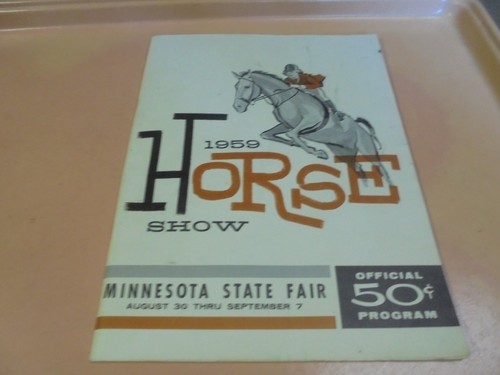 1959
HORSE
SHOW
MINNESOTA STATE FAIR
AUGUST 30 THRU SEPTEMBER 7
OFFICIAL
50¢
PROGRAM